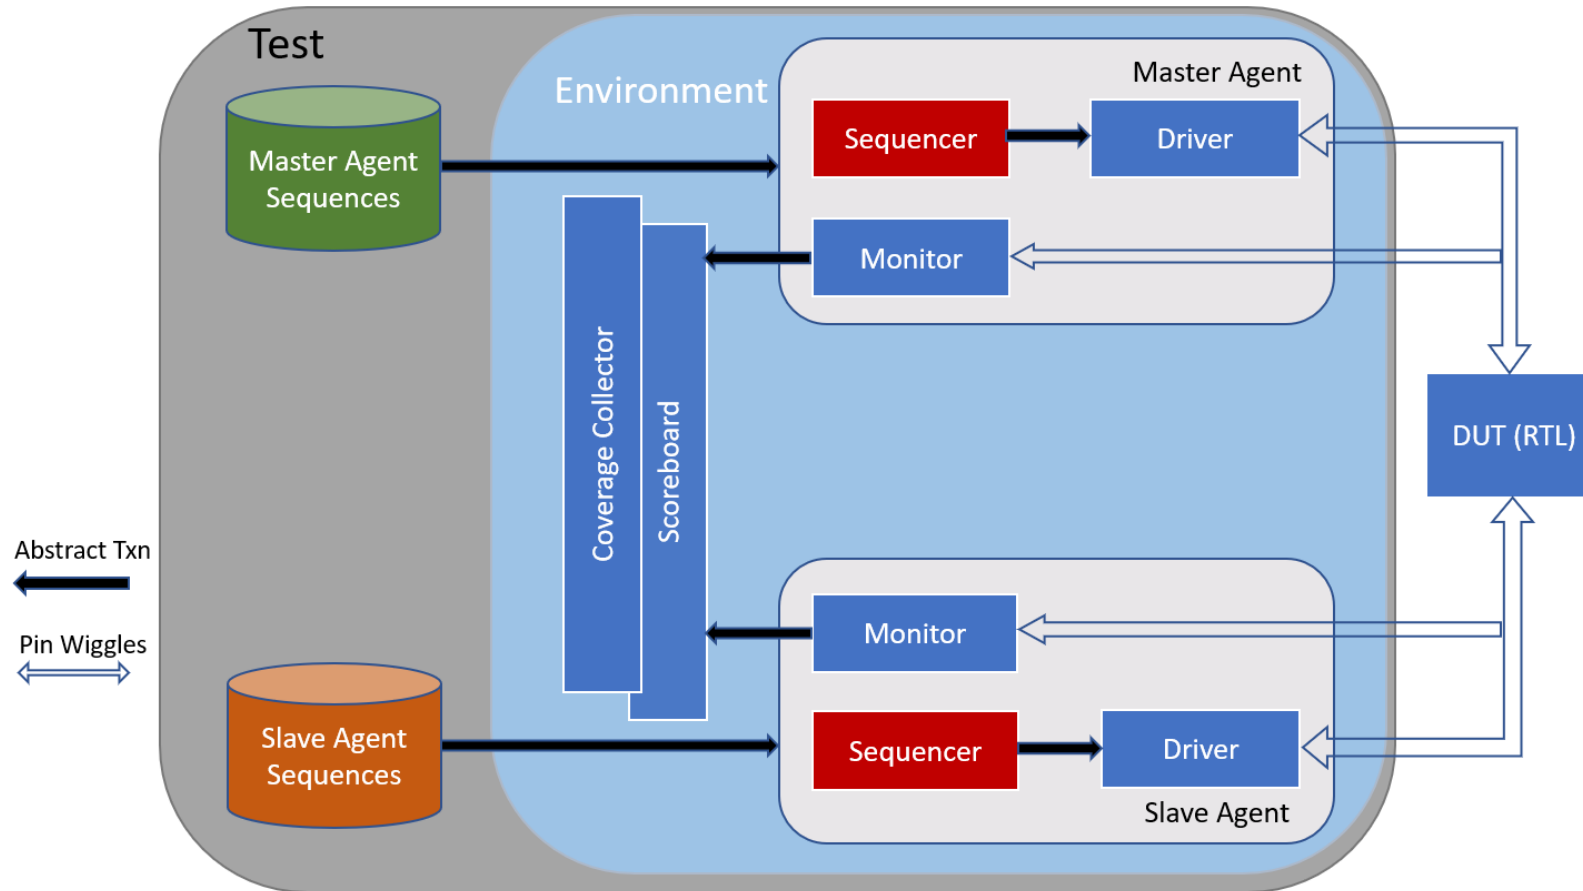 Test
Environment
Master Agent
Sequencer
Driver
Master Agent
Sequences
Monitor
Coverage Collector
Scoreboard
DUT (RTL)
Abstract Txn
Pin Wiggles
Monitor
Slave Agent
Sequences
Sequencer
Driver
Slave Agent